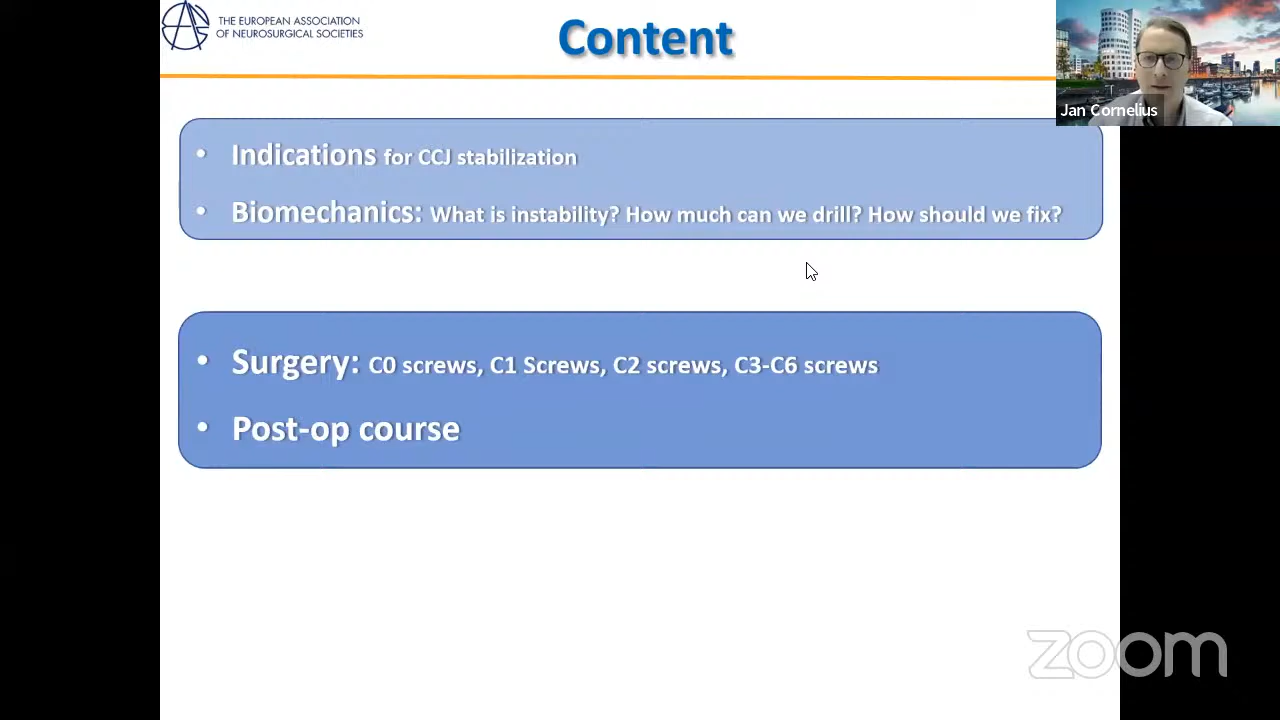 THE EUROPEAN ASSOCIATION
OF NEUROSURGICAL SOCIETIES
Content
Jan Cornelius
• Indications for CCJ stabilization
• Biomechanics: What is instability? How much can we drill? How should we fix?
• Surgery: C0 screws, C1 Screws, C2 screws, C3-C6 screws
• Post-op course
zoom